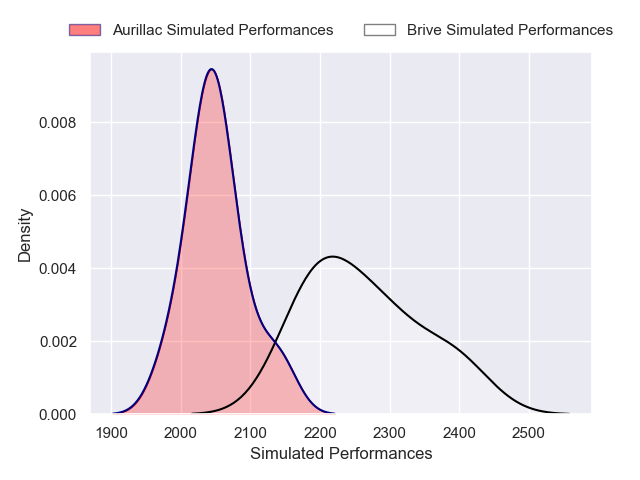 Aurillac Simulated Performances
Brive Simulated Performances
0.008
0.006
0.004
0.002
0.000
Density
1900 2000 2100 2200 2300 2400 2500
Simulated Performances